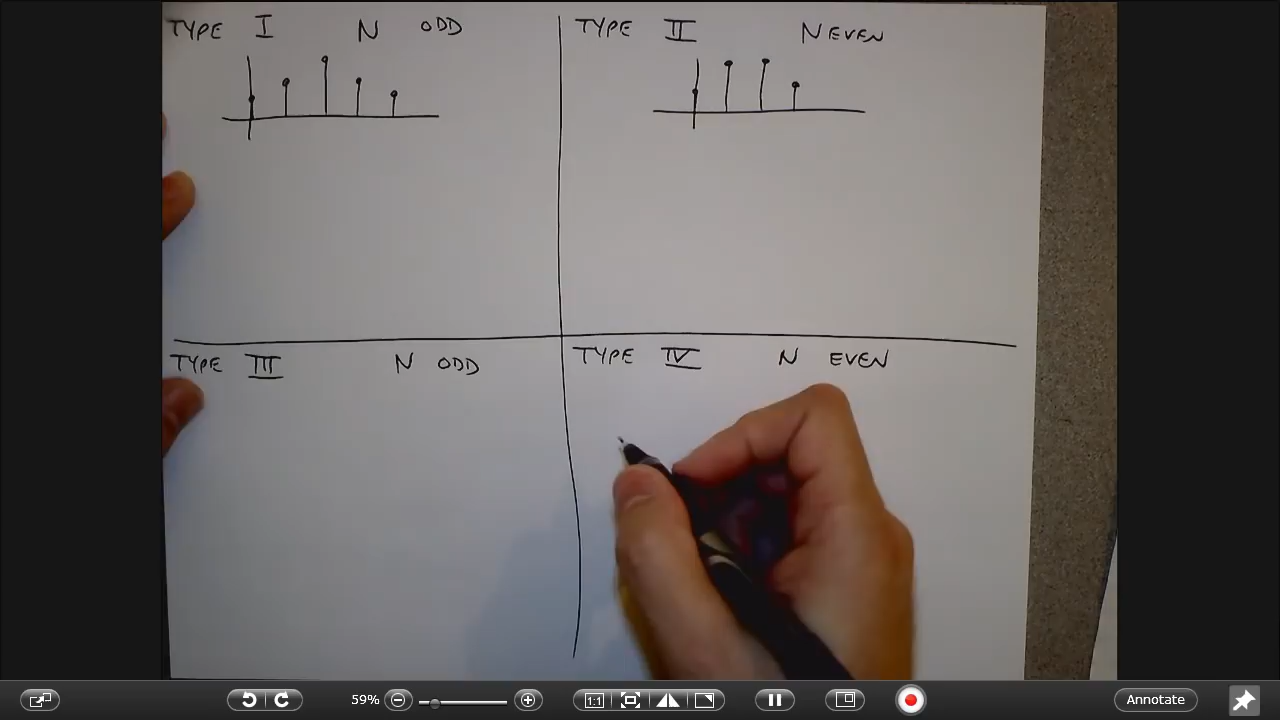 TYPE I N ODD
TYPE II N EVEN
TYPE III N ODD
TYPE IV N EVEN
59%
1:1
Annotate